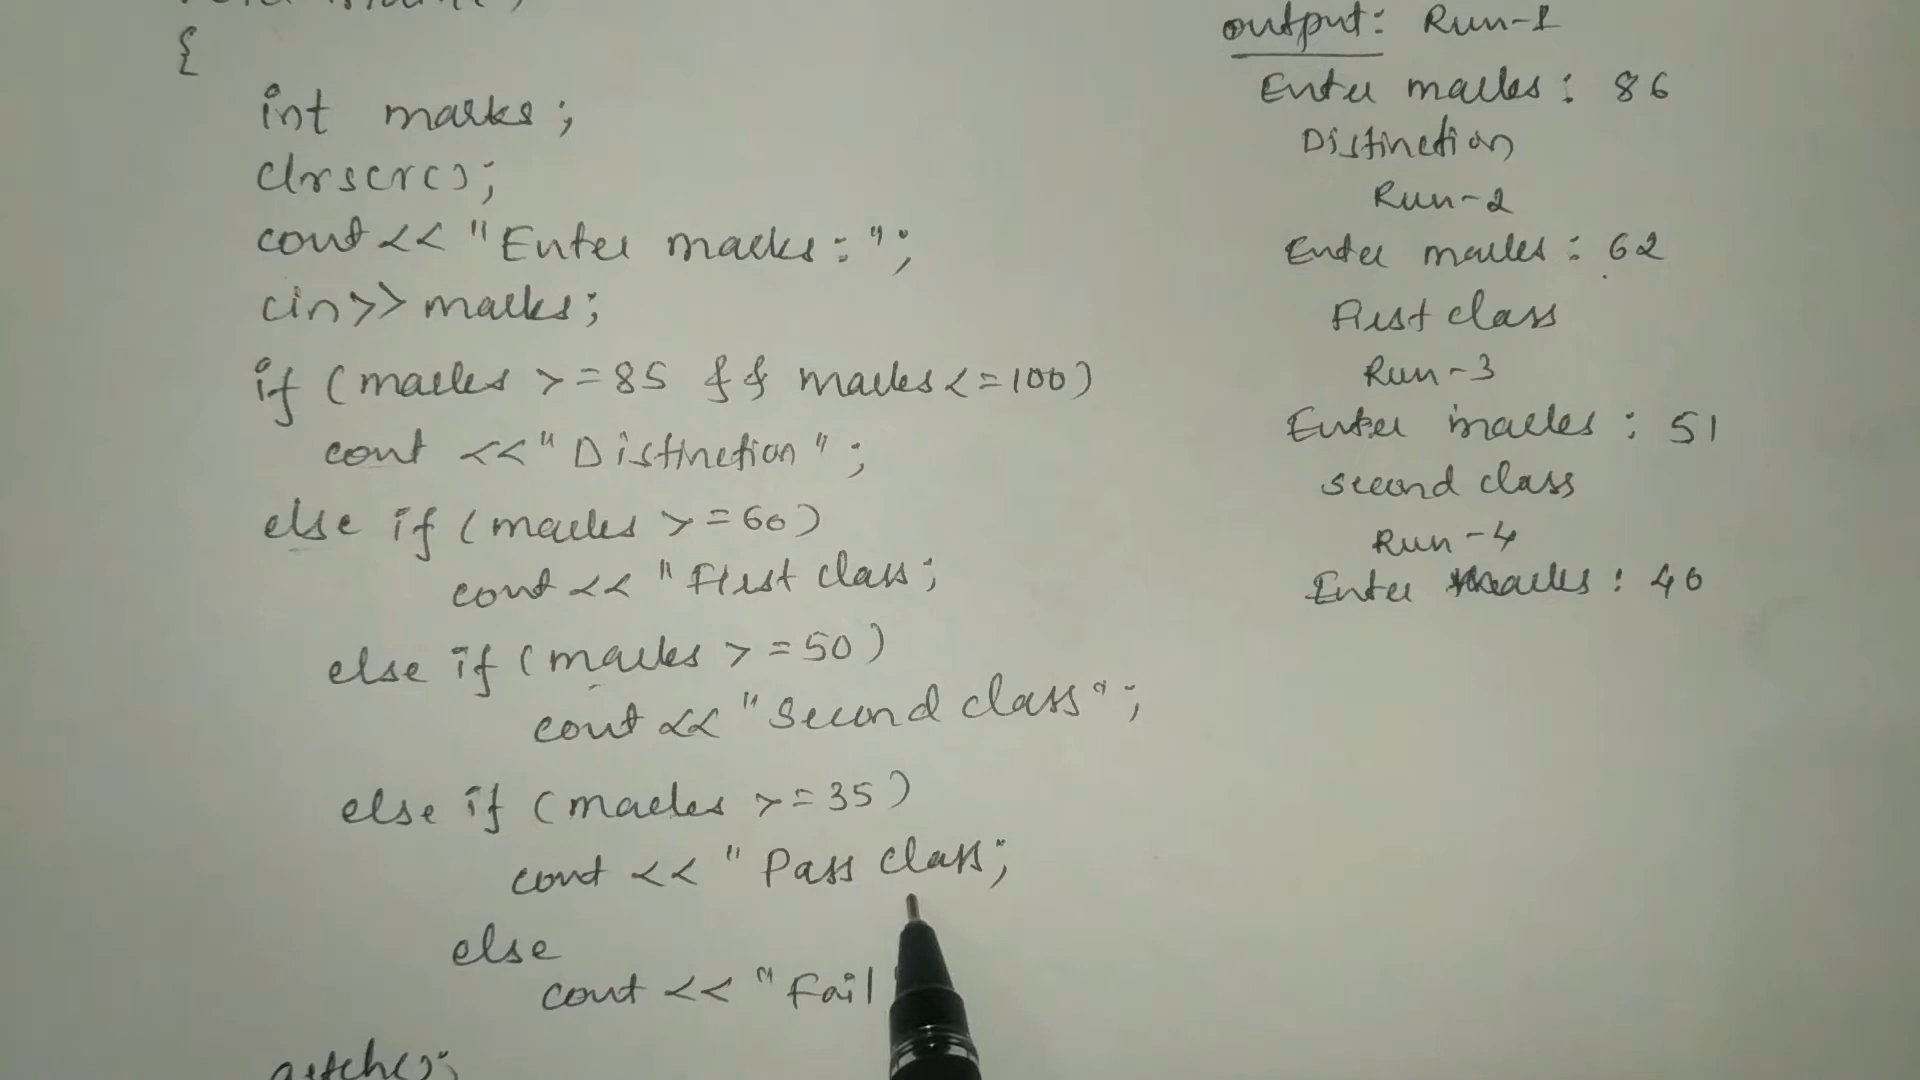 {
int marks;
clrscr();
cout << "Enter marks:";
cin>> marks;
if (marks >=85 && marks<=100)
cout <<"Distinction";
else if (marks >=60)
cout << "First class;
else if (marks >=50)
cout << "Second class";
else if (marks >=35)
cout << "Pass class;
else
cout << "Fail
getch();
output: Run-1
Enter marks: 86
Distinction
Run-2
Enter marks: 62
First class
Run-3
Enter marks: 51
second class
Run-4
Enter marks: 40